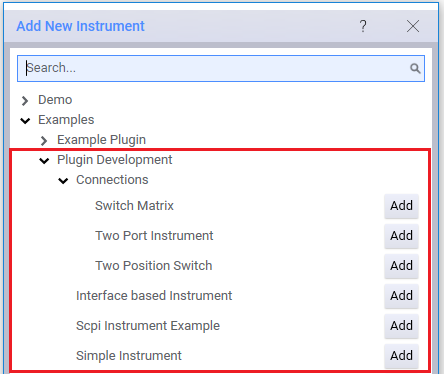 Add New Instrument ?
Search...
Demo
Examples
Example Plugin
Plugin Development
Connections
Switch Matrix Add
Two Port Instrument Add
Two Position Switch Add
Interface based Instrument Add
Scpi Instrument Example Add
Simple Instrument Add